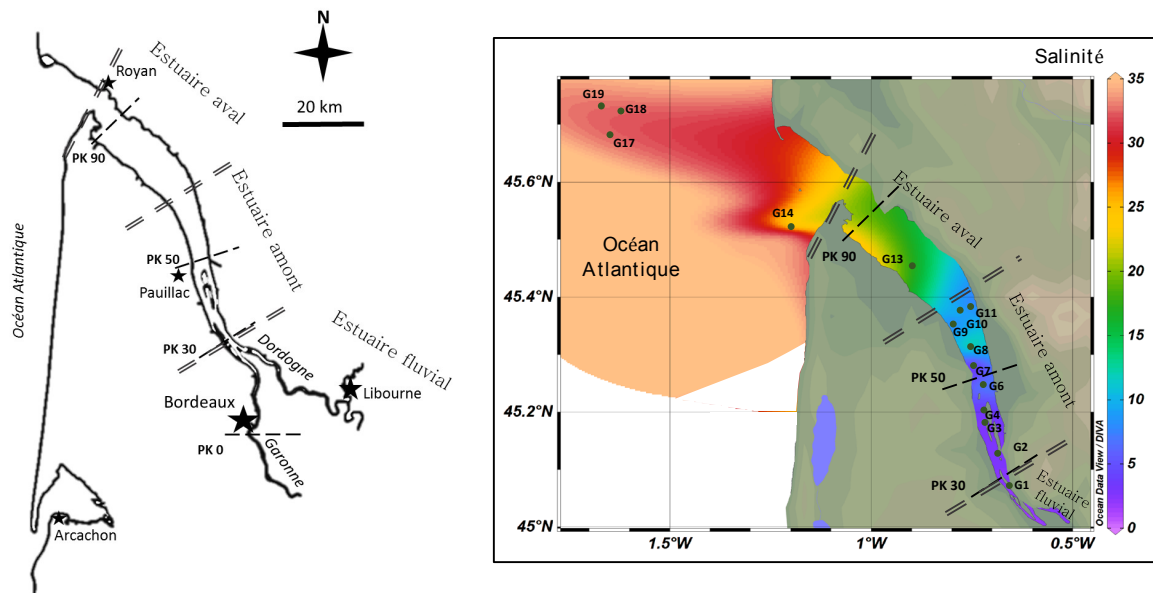 N
20 km
Royan
Estuaire aval
PK 90
Estuaire amont
PK 50
Pauillac
Océan Atlantique
PK 30
Dordogne
Estuaire fluvial
Libourne
Bordeaux
PK 0
Garonne
Arcachon
Salinité
35
30
25
20
15
10
5
0
Ocean Data View / DIVA
45.6°N
45.4°N
45.2°N
45°N
1.5°W
1°W
0.5°W
G19
G18
G17
G14
Océan
Atlantique
Estuaire aval
PK 90
G13
G11
G10
G9
G8
G7
Estuaire amont
PK 50
G6
G4
G3
G2
PK 30
G1
Estuaire
fluvial